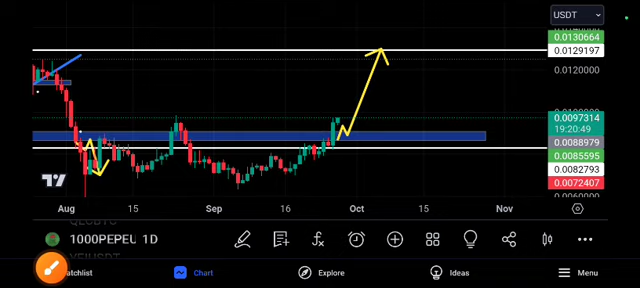 USDT
0.0130664
0.0129197
0.0120000
0.0097314
19:20:49
0.0088979
0.0085595
0.0082793
0.0072407
Aug 15 Sep 16 Oct 15 Nov
1000PEPEU 1D
Chart Explore Ideas Menu